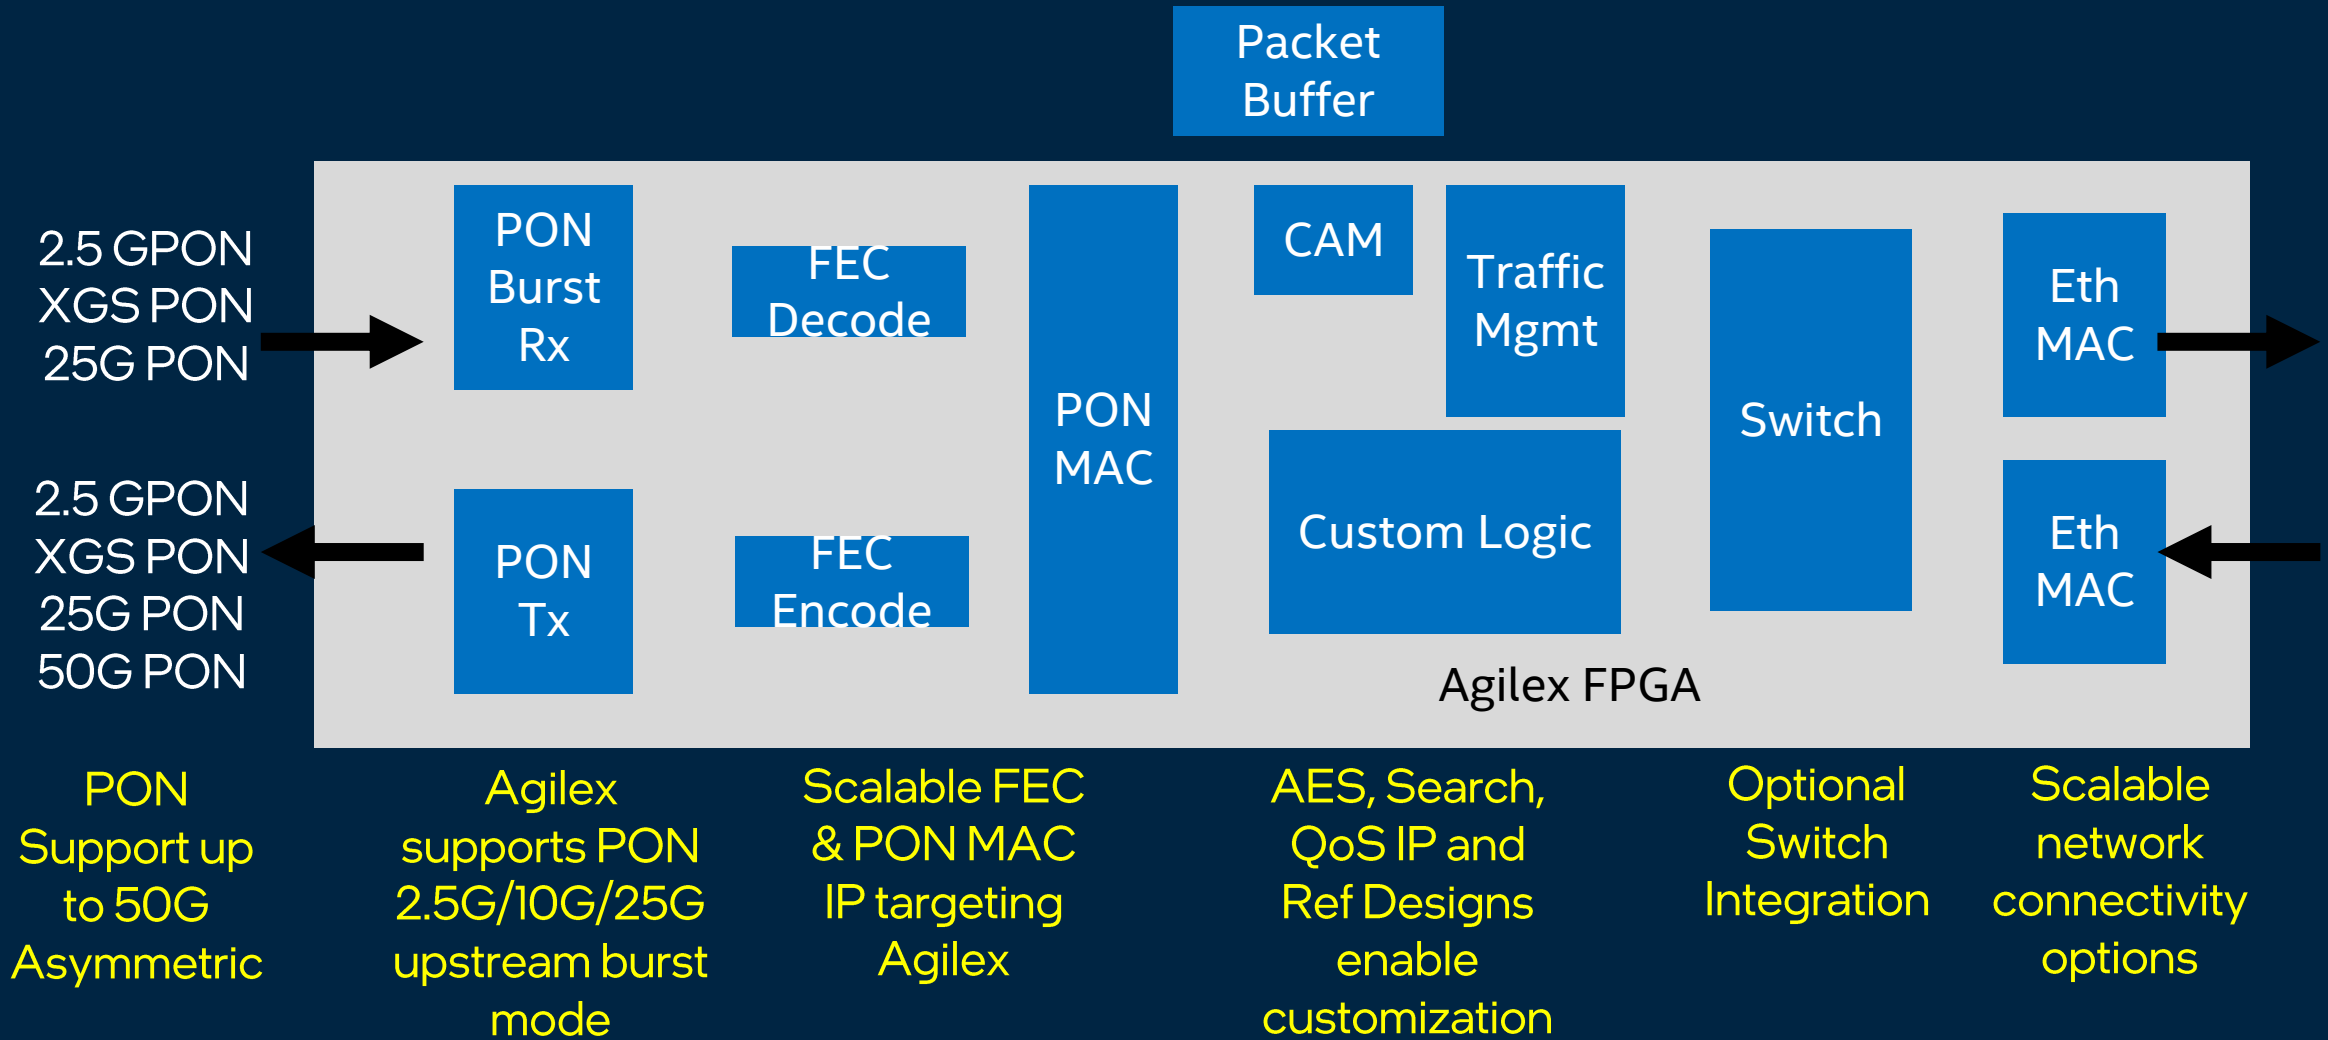 Packet
Buffer
2.5 GPON
XGS PON
25G PON
PON
Burst
Rx
FEC
Decode
PON
MAC
CAM
Traffic
Mgmt
Switch
Eth
MAC
2.5 GPON
XGS PON
25G PON
50G PON
PON
Tx
FEC
Encode
Custom Logic
Eth
MAC
Agilex FPGA
PON
Support up
to 50G
Asymmetric
Agilex
supports PON
2.5G/10G/25G
upstream burst
mode
Scalable FEC
& PON MAC
IP targeting
Agilex
AES, Search,
QoS IP and
Ref Designs
enable
customization
Optional
Switch
Integration
Scalable
network
connectivity
options